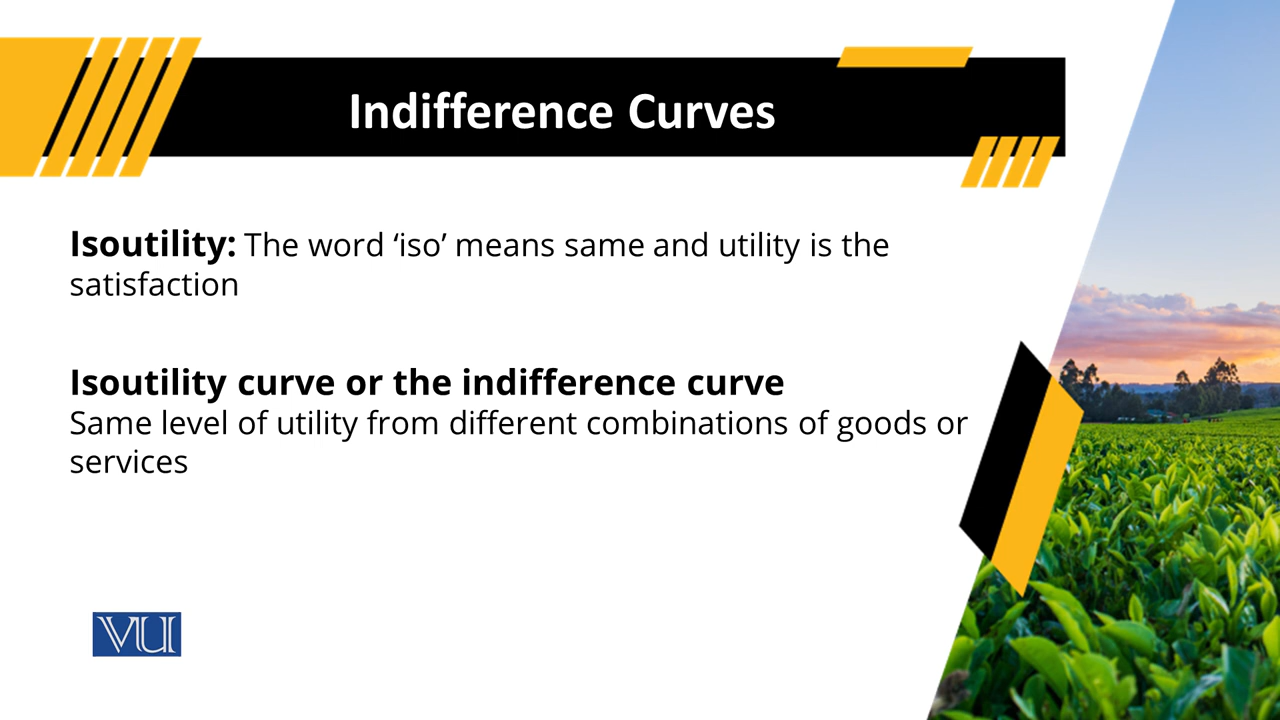 Indifference Curves
Isoutility: The word ‘iso’ means same and utility is the
satisfaction
Isoutility curve or the indifference curve
Same level of utility from different combinations of goods or
services
VU